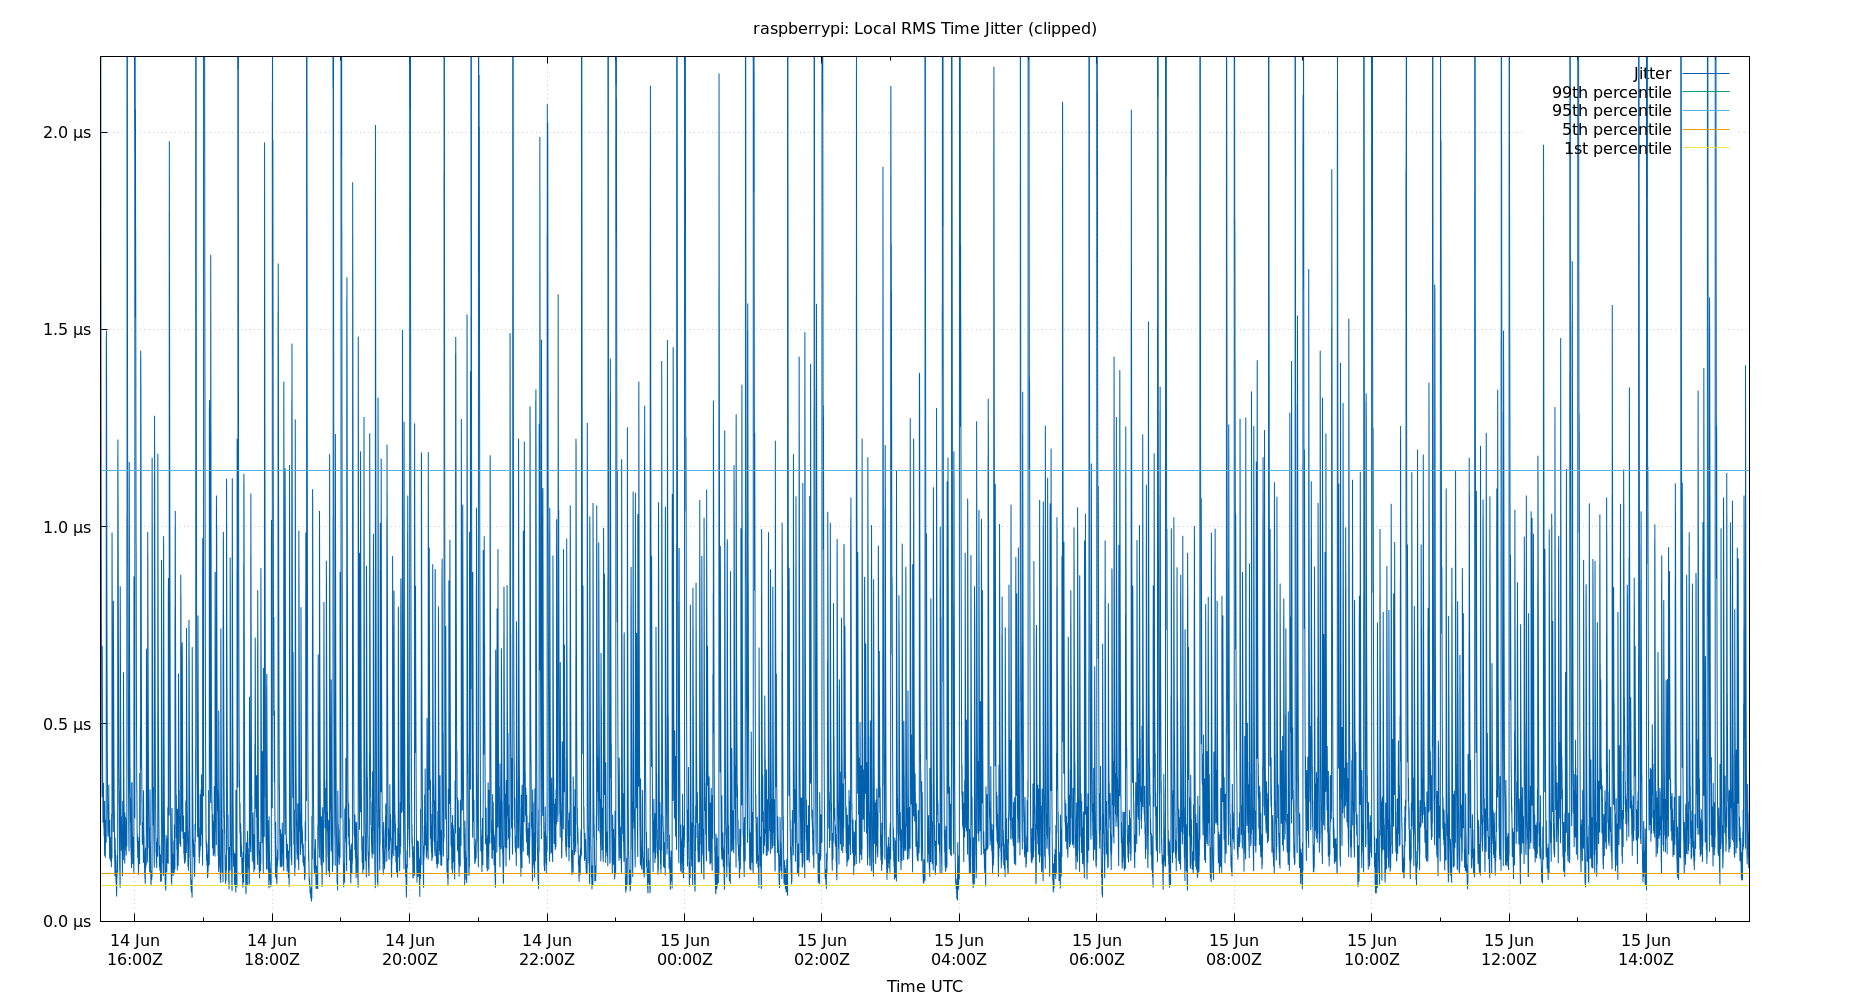 raspberrypi: Local RMS Time Jitter (clipped)
Jitter
99th percentile
95th percentile
5th percentile
1st percentile
2.0 µs
1.5 µs
1.0 µs
0.5 µs
0.0 µs
14 Jun 14 Jun 14 Jun 14 Jun 15 Jun 15 Jun 15 Jun 15 Jun 15 Jun 15 Jun 15 Jun 15 Jun
16:00Z 18:00Z 20:00Z 22:00Z 00:00Z 02:00Z 04:00Z 06:00Z 08:00Z 10:00Z 12:00Z 14:00Z
Time UTC